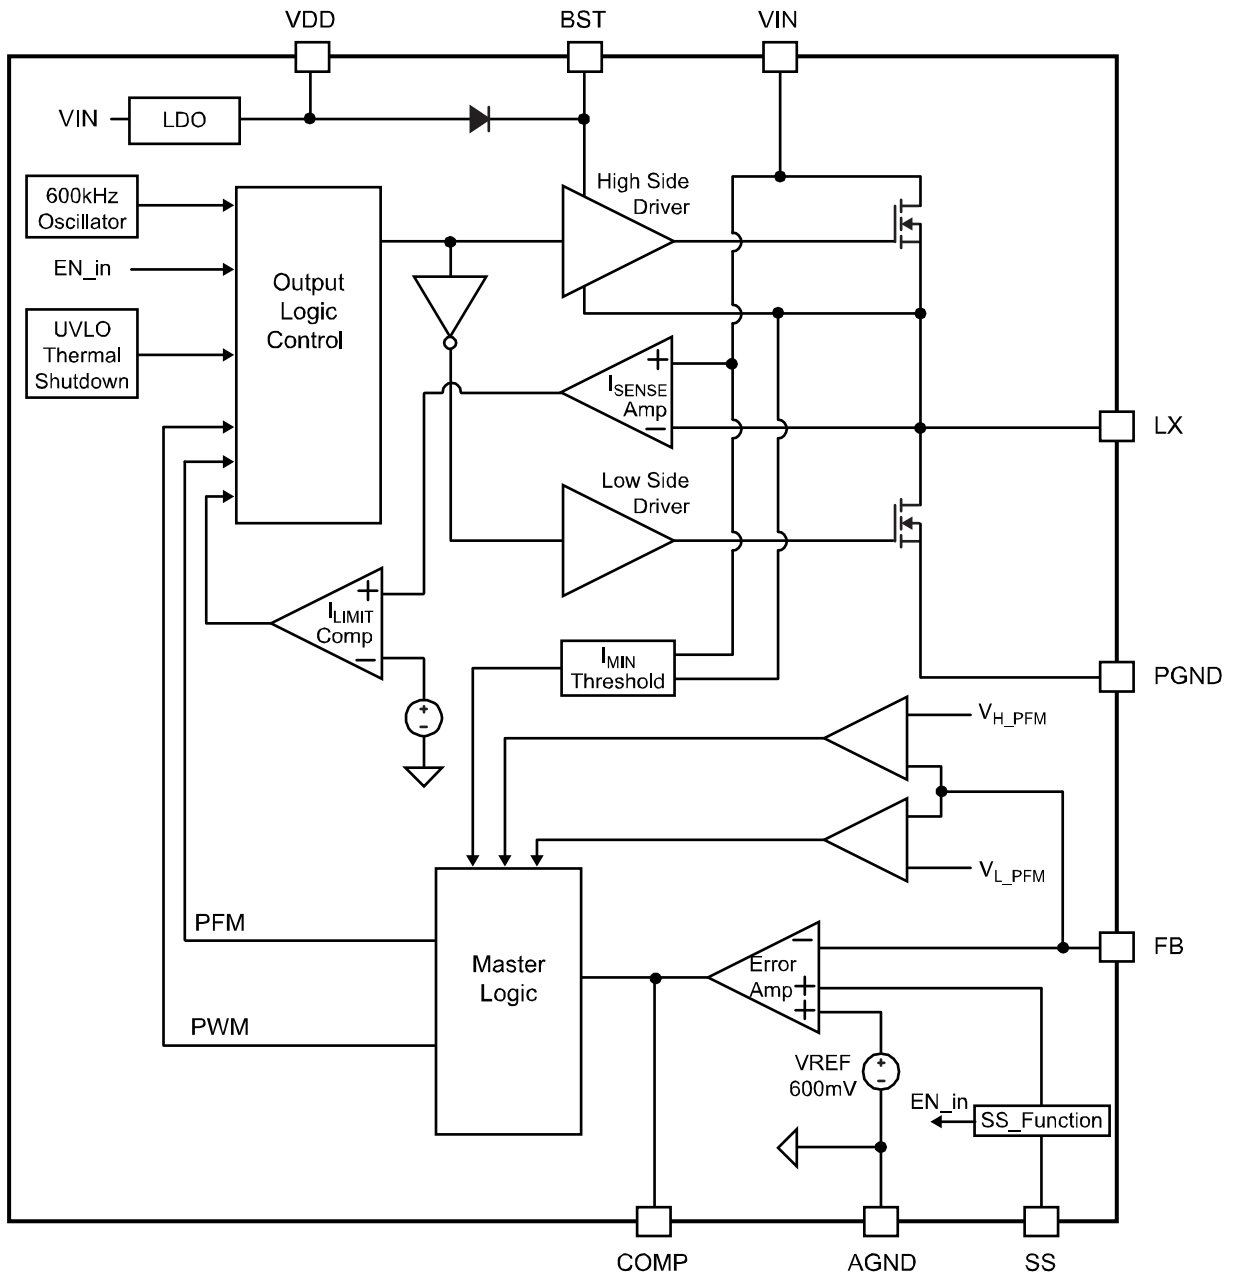 VDD
BST
VIN
VIN
LDO
600kHz
Oscillator
EN_in
UVLO
Thermal
Shutdown
Output
Logic
Control
High Side
Driver
+
ISENSE
Amp
−
LX
Low Side
Driver
+
ILIMIT
Comp
−
+
−
IMIN
Threshold
PGND
VH_PFM
VL_PFM
PFM
PWM
Master
Logic
−
Error
Amp
+
+
FB
VREF
600mV
+
−
EN_in
SS_Function
COMP
AGND
SS